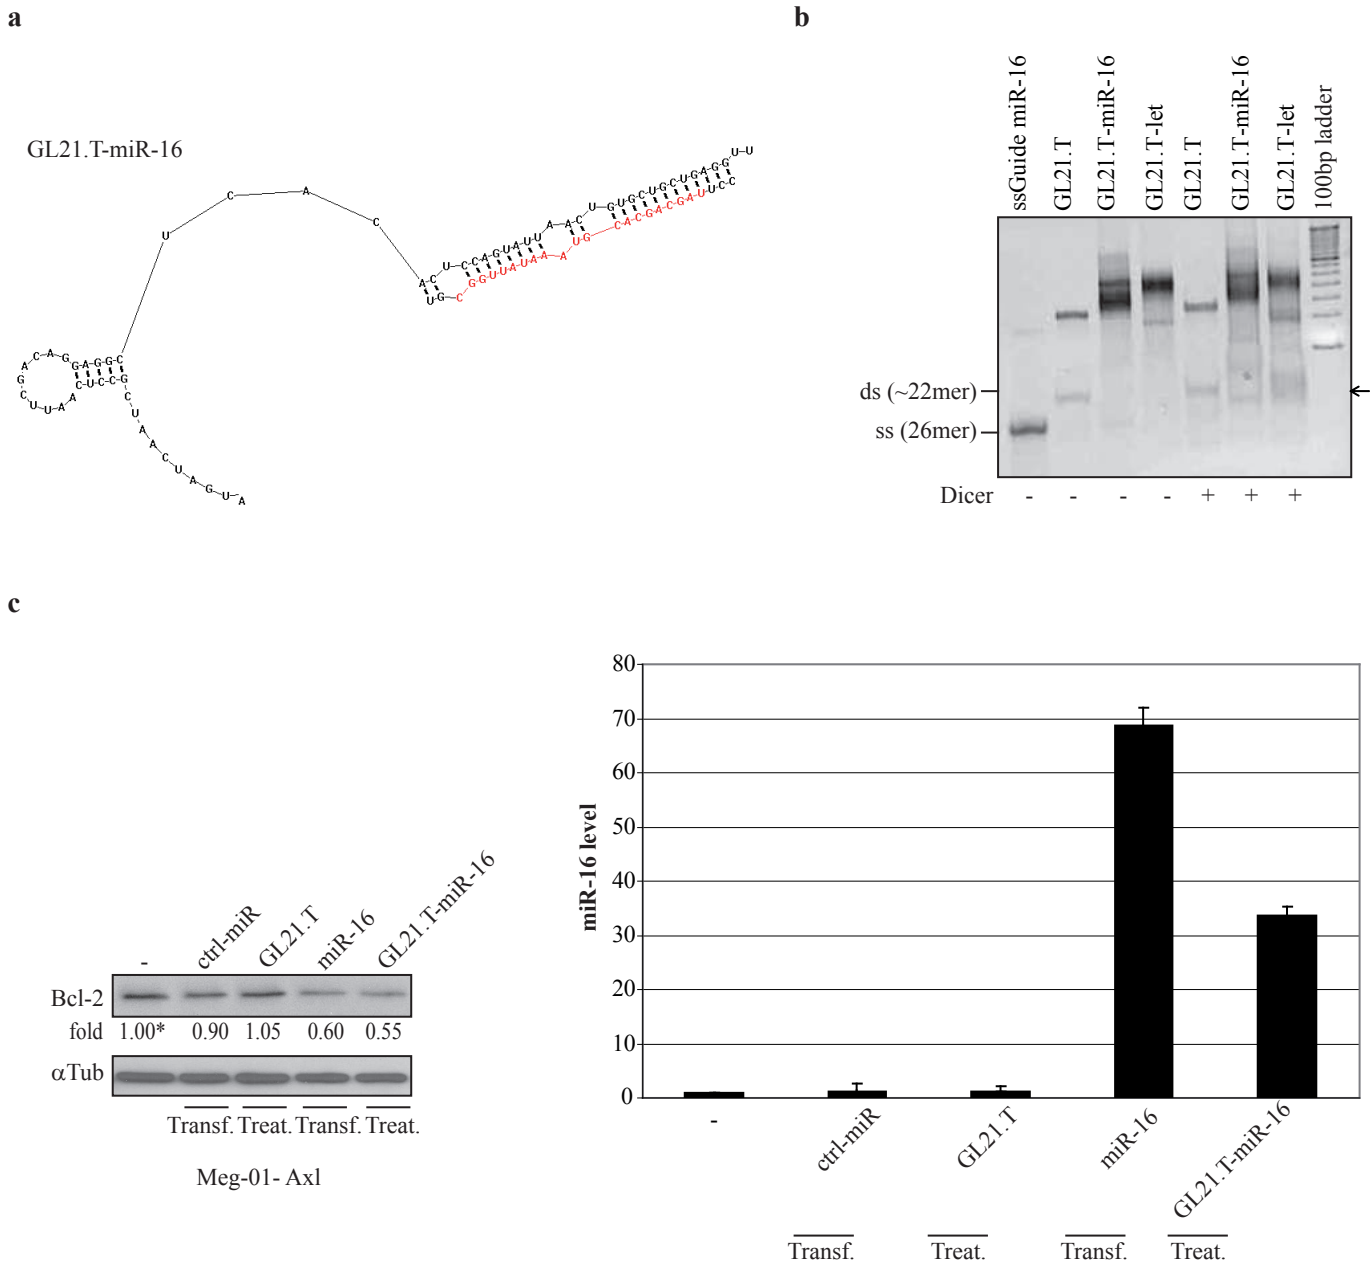 a
b
GL21.T-miR-16
ssGuide miR-16
GL21.T
GL21.T-miR-16
GL21.T-let
GL21.T
GL21.T-miR-16
GL21.T-let
100bp ladder
ds (~22mer)
ss (26mer)
Dicer - - - - + + +
c
- ctrl-miR GL21.T miR-16 GL21.T-miR-16
Bcl-2
fold 1.00* 0.90 1.05 0.60 0.55
αTub
Transf. Treat. Transf. Treat.
Meg-01- Axl
miR-16 level
80
70
60
50
40
30
20
10
0
- ctrl-miR GL21.T miR-16 GL21.T-miR-16
Transf. Treat. Transf. Treat.